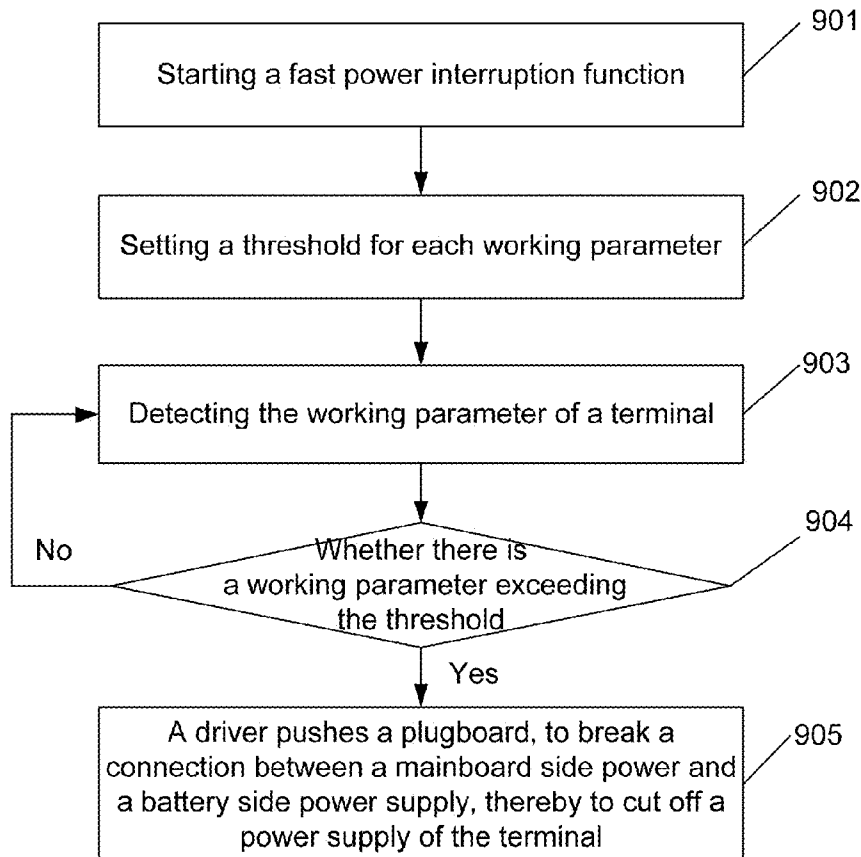 901
Starting a fast power interruption function
902
Setting a threshold for each working parameter
903
Detecting the working parameter of a terminal
904
No
Whether there is
a working parameter exceeding
the threshold
Yes
905
A driver pushes a plugboard, to break a
connection between a mainboard side power and
a battery side power supply, thereby to cut off a
power supply of the terminal